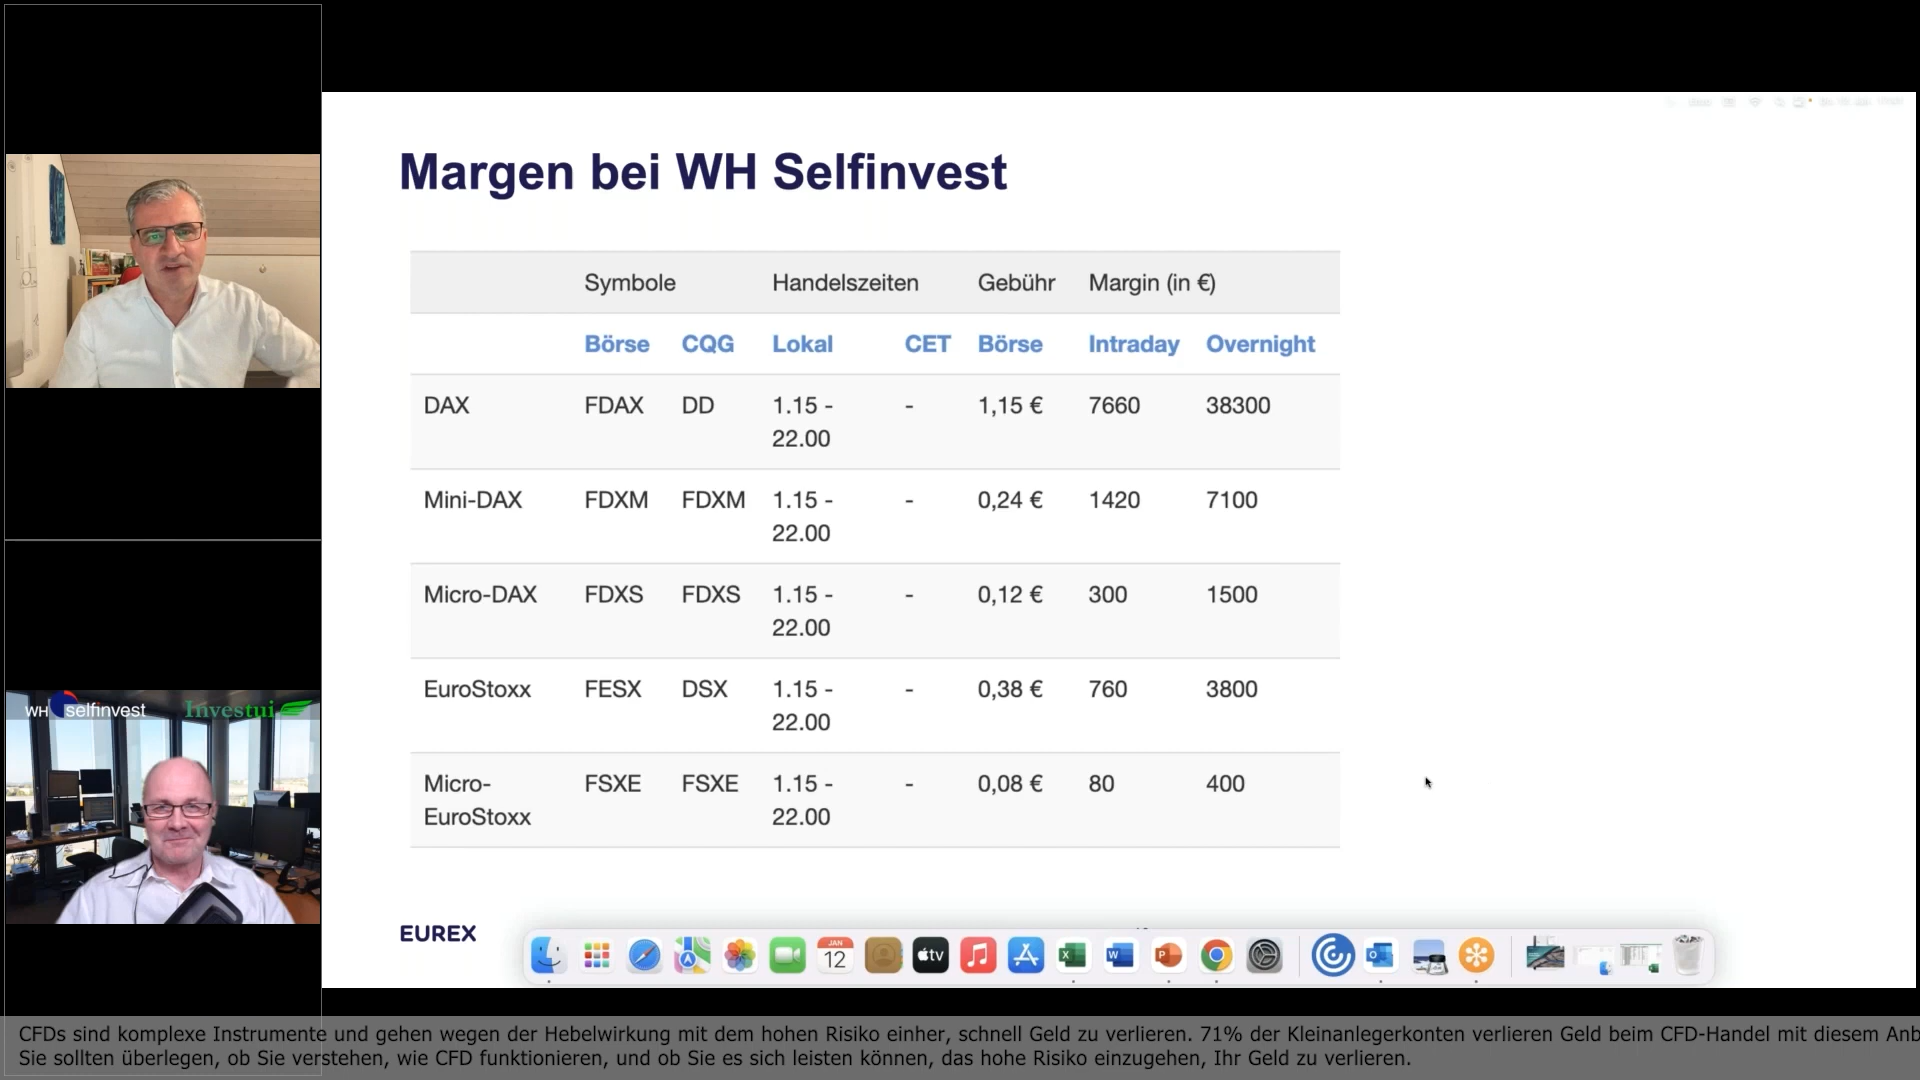 Margen bei WH Selfinvest
Symbole Handelszeiten Gebühr Margin (in €)
Börse CQG Lokal CET Börse Intraday Overnight
DAX FDAX DD 1.15 - - 1,15 € 7660 38300
22.00
Mini-DAX FDXM FDXM 1.15 - - 0,24 € 1420 7100
22.00
Micro-DAX FDXS FDXS 1.15 - - 0,12 € 300 1500
22.00
EuroStoxx FESX DSX 1.15 - - 0,38 € 760 3800
22.00
Micro- FSXE FSXE 1.15 - - 0,08 € 80 400
EuroStoxx 22.00
WH selfinvest Investui
EUREX
JAN
12
tv
X
W
P
O
CFDs sind komplexe Instrumente und gehen wegen der Hebelwirkung mit dem hohen Risiko einher, schnell Geld zu verlieren. 71% der Kleinanlegerkonten verlieren Geld beim CFD-Handel mit diesem Anb
Sie sollten überlegen, ob Sie verstehen, wie CFD funktionieren, und ob Sie es sich leisten können, das hohe Risiko einzugehen, Ihr Geld zu verlieren.